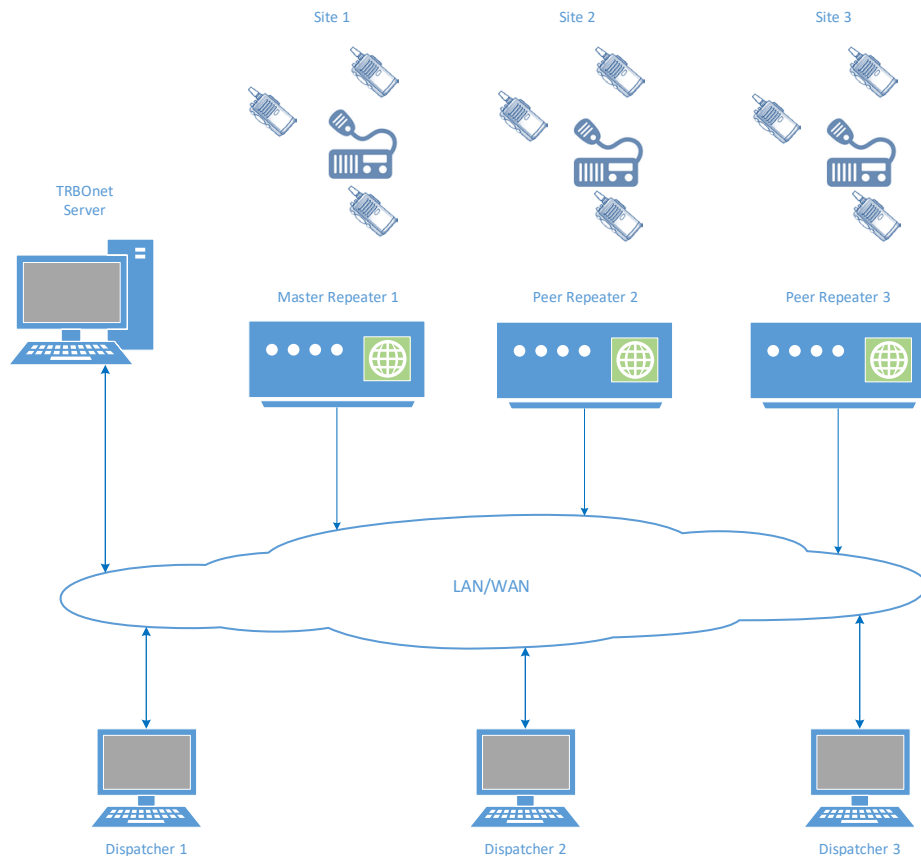 Site 1
Site 2
Site 3
TRBOnet
Server
Master Repeater 1
Peer Repeater 2
Peer Repeater 3
LAN/WAN
Dispatcher 1
Dispatcher 2
Dispatcher 3